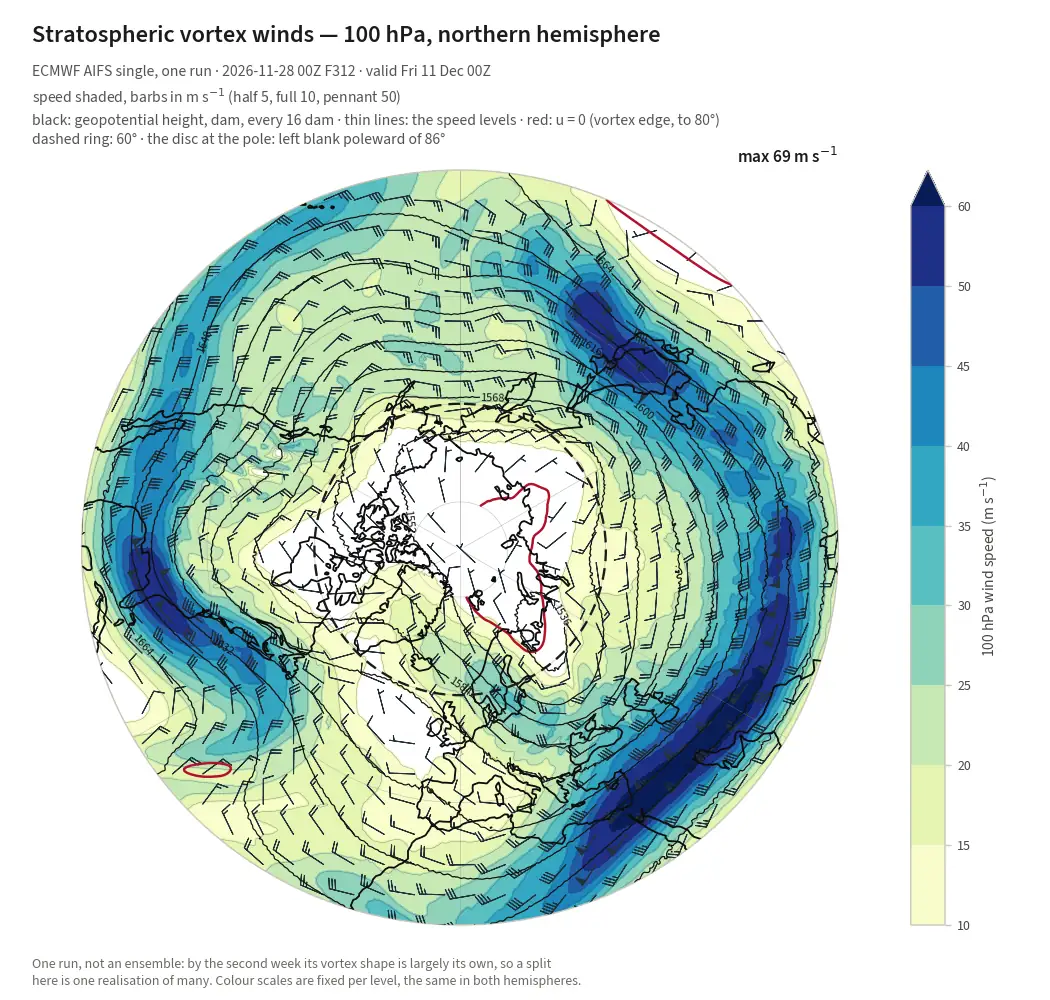 Stratospheric vortex winds — 100 hPa, northern hemisphere
ECMWF AIFS single, one run · 2026-11-28 00Z F312 · valid Fri 11 Dec 00Z
speed shaded, barbs in m s⁻¹ (half 5, full 10, pennant 50)
black: geopotential height, dam, every 16 dam · thin lines: the speed levels · red: u = 0 (vortex edge, to 80°)
dashed ring: 60° · the disc at the pole: left blank poleward of 86°
max 69 m s⁻¹
60
50
45
40
35
30
25
20
15
10
100 hPa wind speed (m s⁻¹)
1664
1616
1648
1568
1600
1552
1536
1664
1632
One run, not an ensemble: by the second week its vortex shape is largely its own, so a split
here is one realisation of many. Colour scales are fixed per level, the same in both hemispheres.